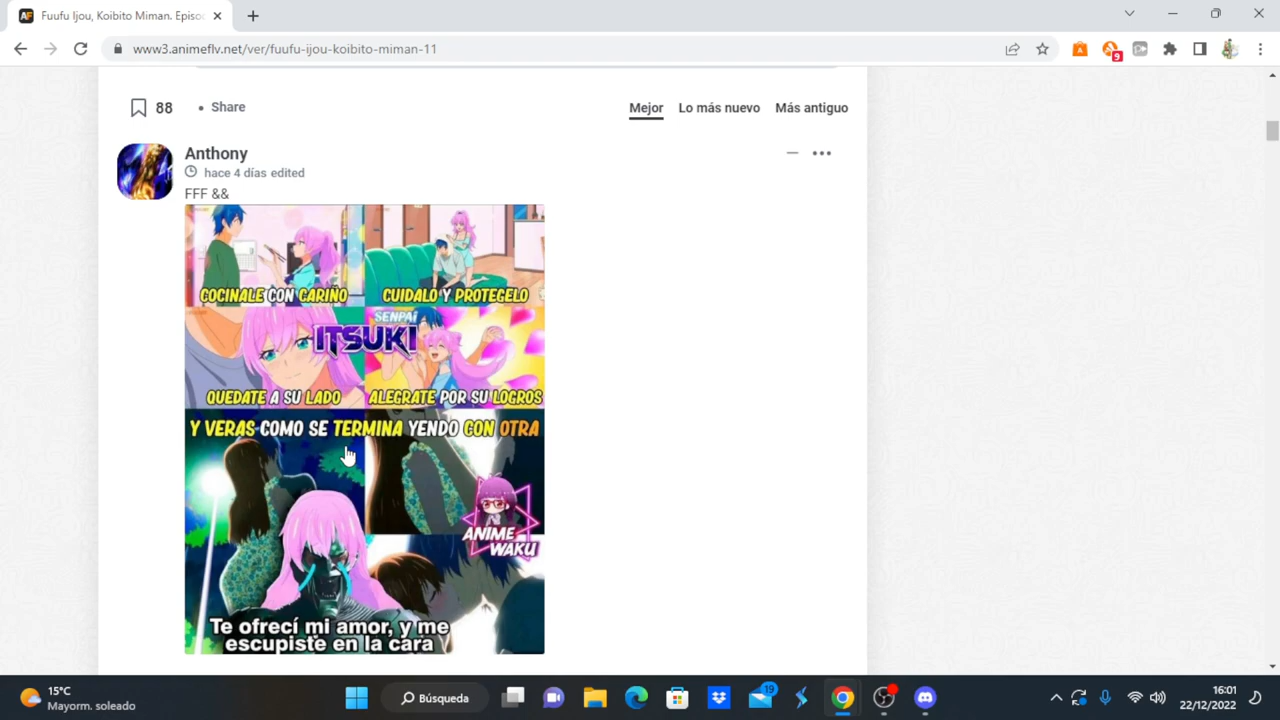 Fuufu Ijou, Koibito Miman. Episo
www3.animeflv.net/ver/fuufu-ijou-koibito-miman-11
9
88
• Share
Mejor
Lo más nuevo
Más antiguo
Anthony
hace 4 días edited
FFF &&
COCINALE CON CARIÑO
CUIDALO Y PROTEGELO
SENPAI
ITSUKI
QUEDATE A SU LADO
ALEGRATE POR SU LOGROS
Y VERAS COMO SE TERMINA YENDO CON OTRA
ANIME
WAKU
Te ofrecí mi amor, y me
escupiste en la cara
15°C
Mayorm. soleado
Búsqueda
19
16:01
22/12/2022